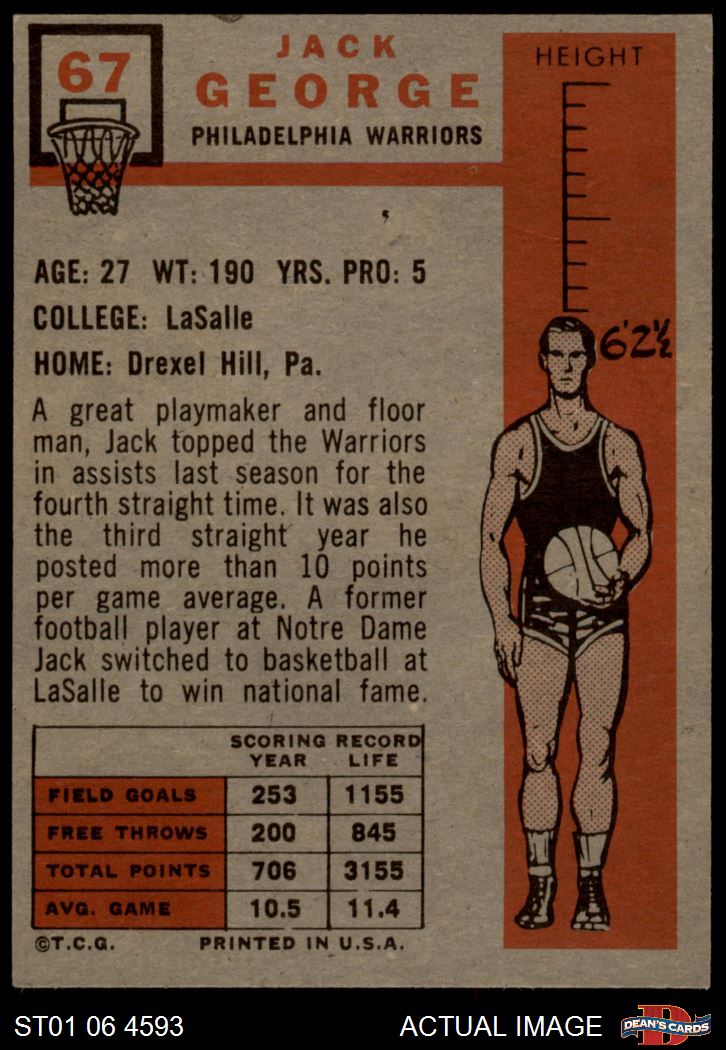 67
JACK
GEORGE
PHILADELPHIA WARRIORS
HEIGHT
6'2½
AGE: 27 WT: 190 YRS. PRO: 5
COLLEGE: LaSalle
HOME: Drexel Hill, Pa.
A great playmaker and floor
man, Jack topped the Warriors
in assists last season for the
fourth straight time. It was also
the third straight year he
posted more than 10 points
per game average. A former
football player at Notre Dame
Jack switched to basketball at
LaSalle to win national fame.
SCORING RECORD
YEAR LIFE
FIELD GOALS 253 1155
FREE THROWS 200 845
TOTAL POINTS 706 3155
AVG. GAME 10.5 11.4
©T.C.G. PRINTED IN U.S.A.
ST01 06 4593 ACTUAL IMAGE D DEAN'S CARDS